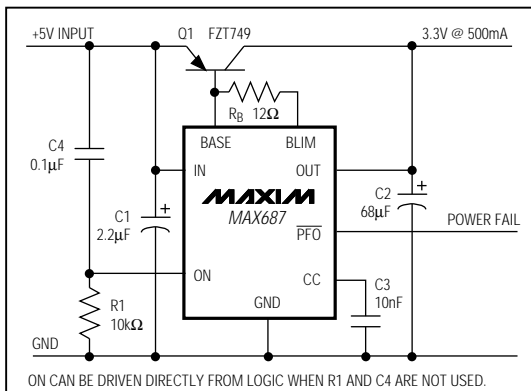 +5V INPUT
Q1
FZT749
3.3V @ 500mA
RB 12Ω
C4
0.1µF
BASE
BLIM
IN
OUT
MAXIM
MAX687
C1
2.2µF
+
C2
68µF
+
PFO
POWER FAIL
ON
CC
C3
10nF
R1
10kΩ
GND
GND
ON CAN BE DRIVEN DIRECTLY FROM LOGIC WHEN R1 AND C4 ARE NOT USED.